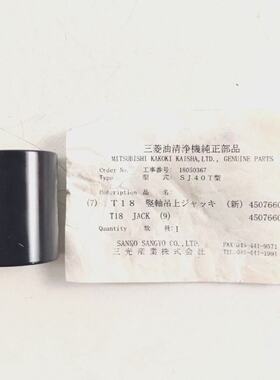 三菱油清浄機純正部品
MITSUBISHI KAKOKI KAISHA,LTD., GENUINE PARTS
Order No. 工事番号: 18050367
Type 型式: SJ40T型
Description 品名:
(7) T18 竪軸吊上ジャッキ (新) 4507660
T18 JACK (9) 450766
Quantity 数量: 1
SANKO SANGYO CO.,LTD.
三光産業株式会社